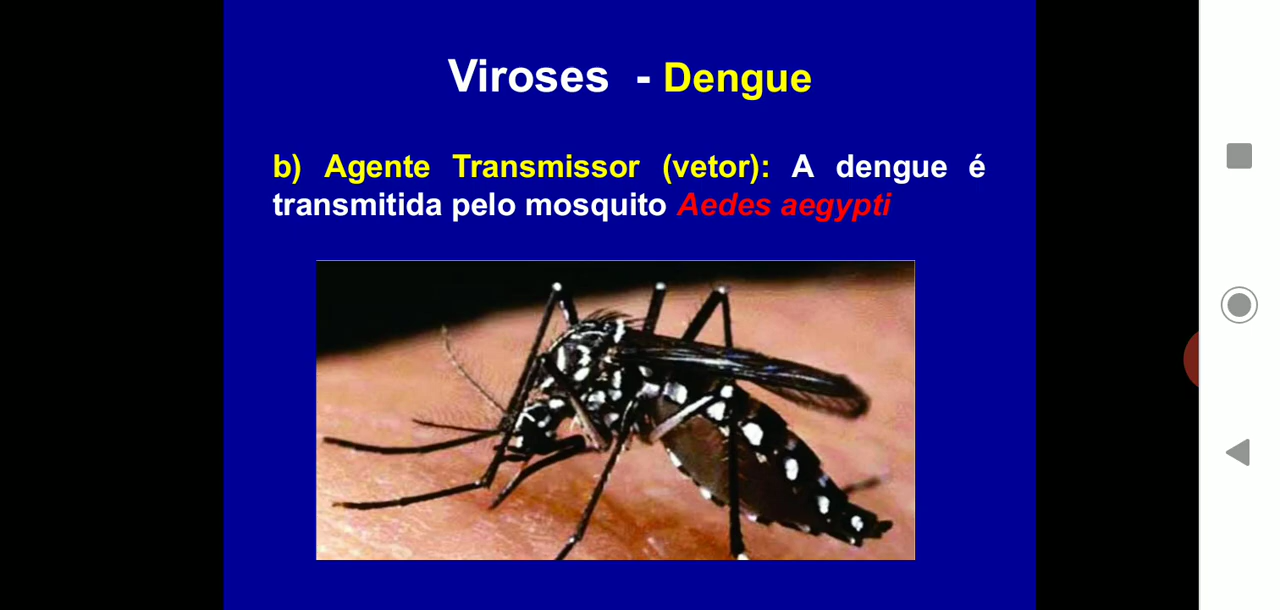 Viroses - Dengue
b) Agente Transmissor (vetor): A dengue é
transmitida pelo mosquito Aedes aegypti